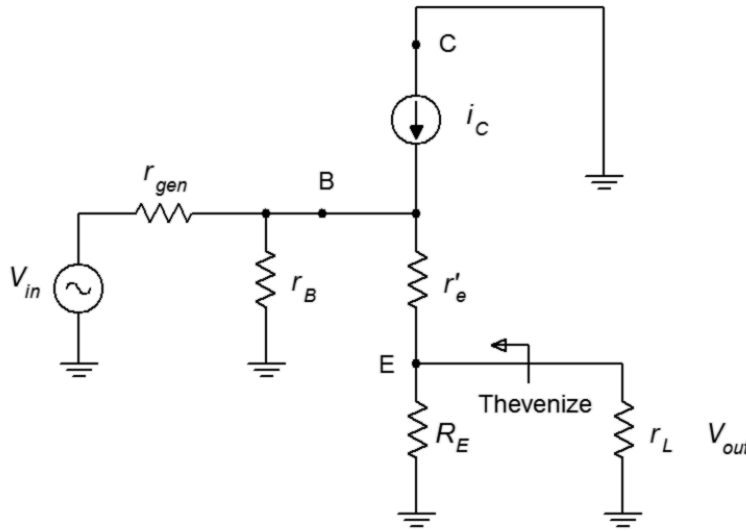 C
i_C
r_gen
B
V_in
r_B
r'_e
E
Thevenize
R_E
r_L
V_out